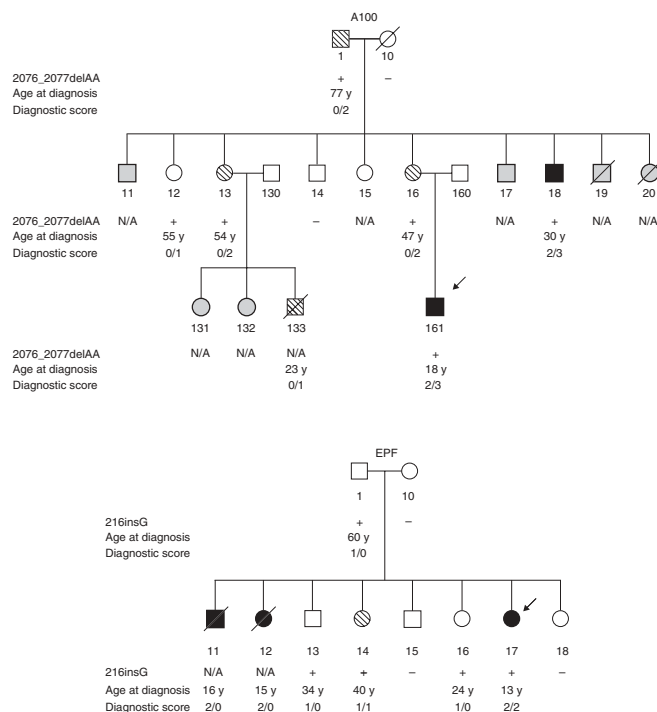 A100
1 10
2076_2077delAA + –
Age at diagnosis 77 y
Diagnostic score 0/2
11 12 13 130 14 15 16 160 17 18 19 20
N/A + + – N/A + N/A + N/A N/A
Age at diagnosis 55 y 54 y 47 y 30 y
Diagnostic score 0/1 0/2 0/2 2/3
131 132 133 161
2076_2077delAA N/A N/A N/A +
Age at diagnosis 23 y 18 y
Diagnostic score 0/1 2/3
EPF
1 10
216insG + –
Age at diagnosis 60 y
Diagnostic score 1/0
11 12 13 14 15 16 17 18
216insG N/A N/A + + – + + –
Age at diagnosis 16 y 15 y 34 y 40 y 24 y 13 y
Diagnostic score 2/0 2/0 1/0 1/1 1/0 2/2